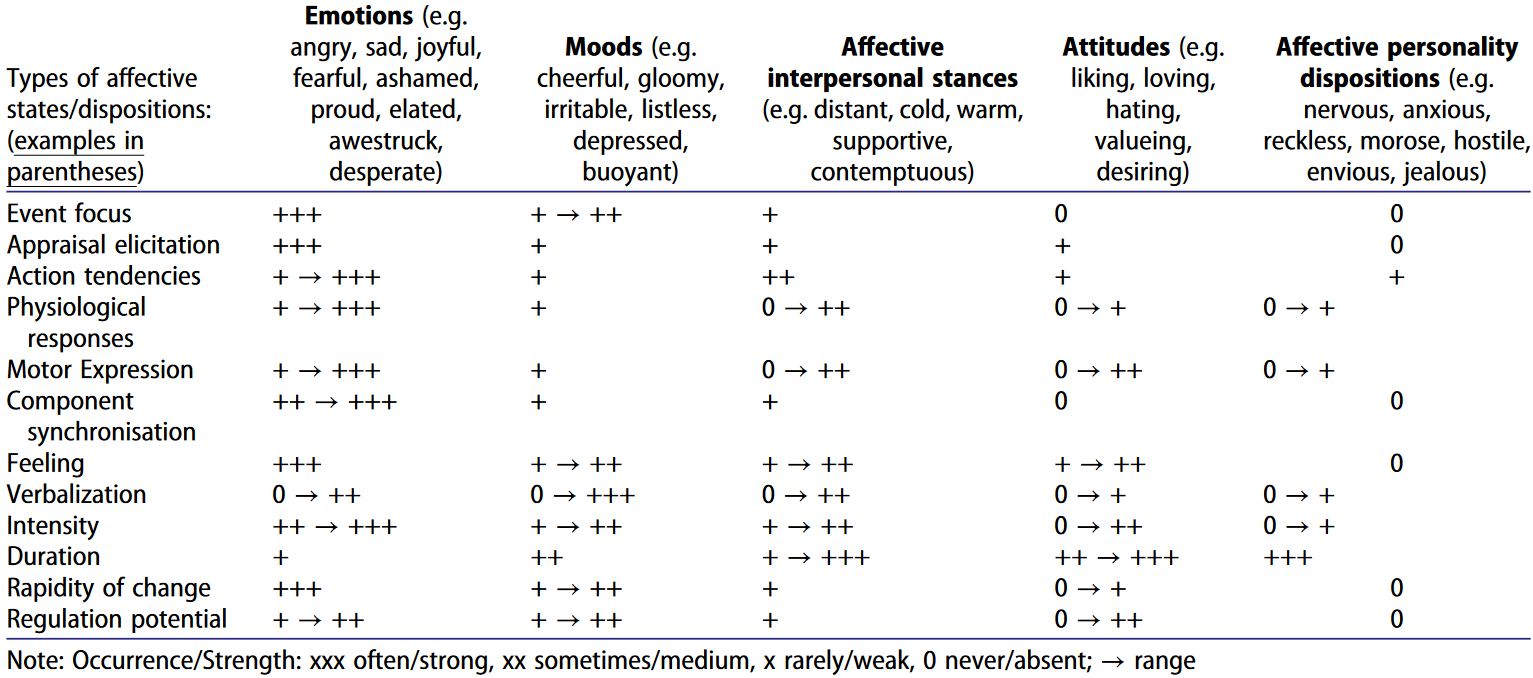 Types of affective states/dispositions: (examples in parentheses) Emotions (e.g. angry, sad, joyful, fearful, ashamed, proud, elated, awestruck, desperate) Moods (e.g. cheerful, gloomy, irritable, listless, depressed, buoyant) Affective interpersonal stances (e.g. distant, cold, warm, supportive, contemptuous) Attitudes (e.g. liking, loving, hating, valueing, desiring) Affective personality dispositions (e.g. nervous, anxious, reckless, morose, hostile, envious, jealous)
Event focus +++ + → ++ + 0 0
Appraisal elicitation +++ + + + 0
Action tendencies + → +++ + ++ + +
Physiological responses + → +++ + 0 → ++ 0 → + 0 → +
Motor Expression + → +++ + 0 → ++ 0 → ++ 0 → +
Component synchronisation ++ → +++ + + 0 0
Feeling +++ + → ++ + → ++ + → ++ 0
Verbalization 0 → ++ 0 → +++ 0 → ++ 0 → + 0 → +
Intensity ++ → +++ + → ++ + → ++ 0 → ++ 0 → +
Duration + ++ + → +++ ++ → +++ +++
Rapidity of change +++ + → ++ + 0 → + 0
Regulation potential + → ++ + → ++ + 0 → ++ 0
Note: Occurrence/Strength: xxx often/strong, xx sometimes/medium, x rarely/weak, 0 never/absent; → range